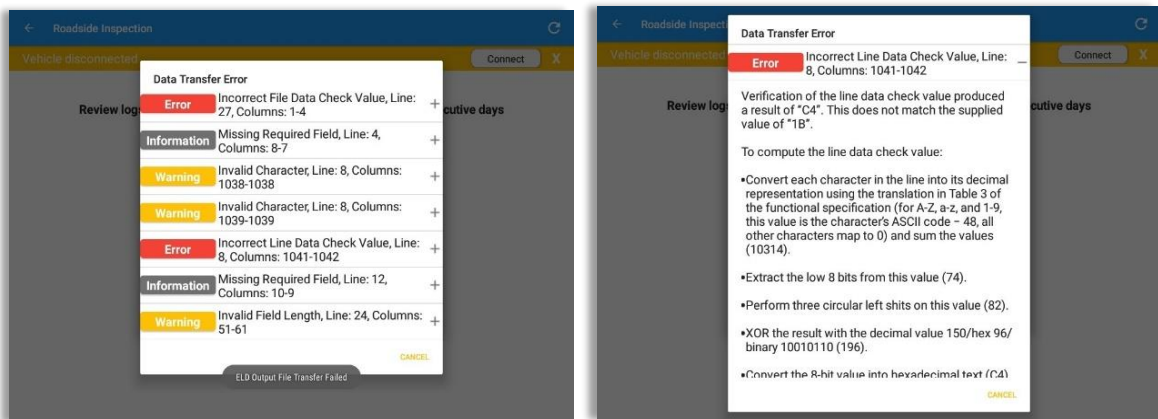 Roadside Inspection
Vehicle disconnected
Connect
X
Review logs
cutive days
Data Transfer Error
Error
Incorrect File Data Check Value, Line:
27, Columns: 1-4
+
Information
Missing Required Field, Line: 4,
Columns: 8-7
+
Warning
Invalid Character, Line: 8, Columns:
1038-1038
+
Warning
Invalid Character, Line: 8, Columns:
1039-1039
+
Error
Incorrect Line Data Check Value, Line:
8, Columns: 1041-1042
+
Information
Missing Required Field, Line: 12,
Columns: 10-9
+
Warning
Invalid Field Length, Line: 24, Columns:
51-61
+
CANCEL
ELD Output File Transfer Failed
Roadside Inspecti
Vehicle disconnected
Connect
X
Review logs
cutive days
Data Transfer Error
Error
Incorrect Line Data Check Value, Line:
8, Columns: 1041-1042
–
Verification of the line data check value produced
a result of "C4". This does not match the supplied
value of "1B".
To compute the line data check value:
•Convert each character in the line into its decimal
representation using the translation in Table 3 of
the functional specification (for A-Z, a-z, and 1-9,
this value is the character's ASCII code – 48, all
other characters map to 0) and sum the values
(10314).
•Extract the low 8 bits from this value (74).
•Perform three circular left shits on this value (82).
•XOR the result with the decimal value 150/hex 96/
binary 10010110 (196).
•Convert the 8-bit value into hexadecimal text (C4)
CANCEL